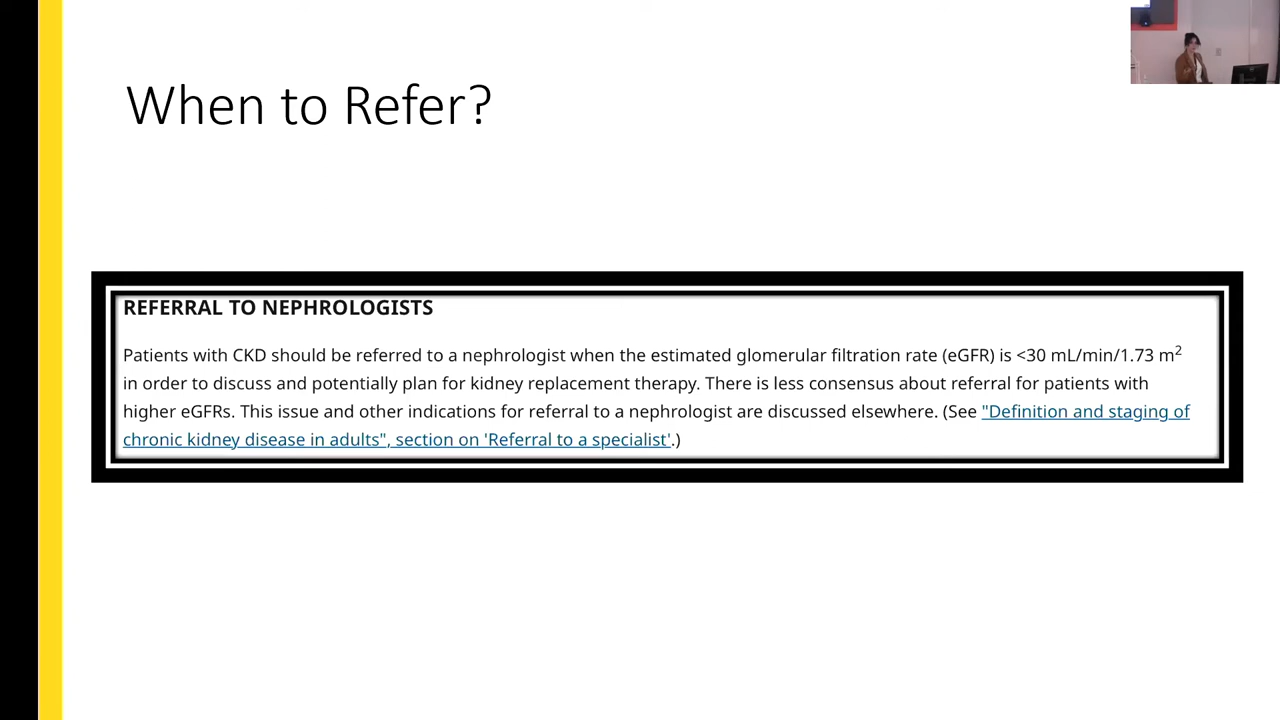 When to Refer?
REFERRAL TO NEPHROLOGISTS
Patients with CKD should be referred to a nephrologist when the estimated glomerular filtration rate (eGFR) is <30 mL/min/1.73 m²
in order to discuss and potentially plan for kidney replacement therapy. There is less consensus about referral for patients with
higher eGFRs. This issue and other indications for referral to a nephrologist are discussed elsewhere. (See "Definition and staging of
chronic kidney disease in adults", section on 'Referral to a specialist'.)